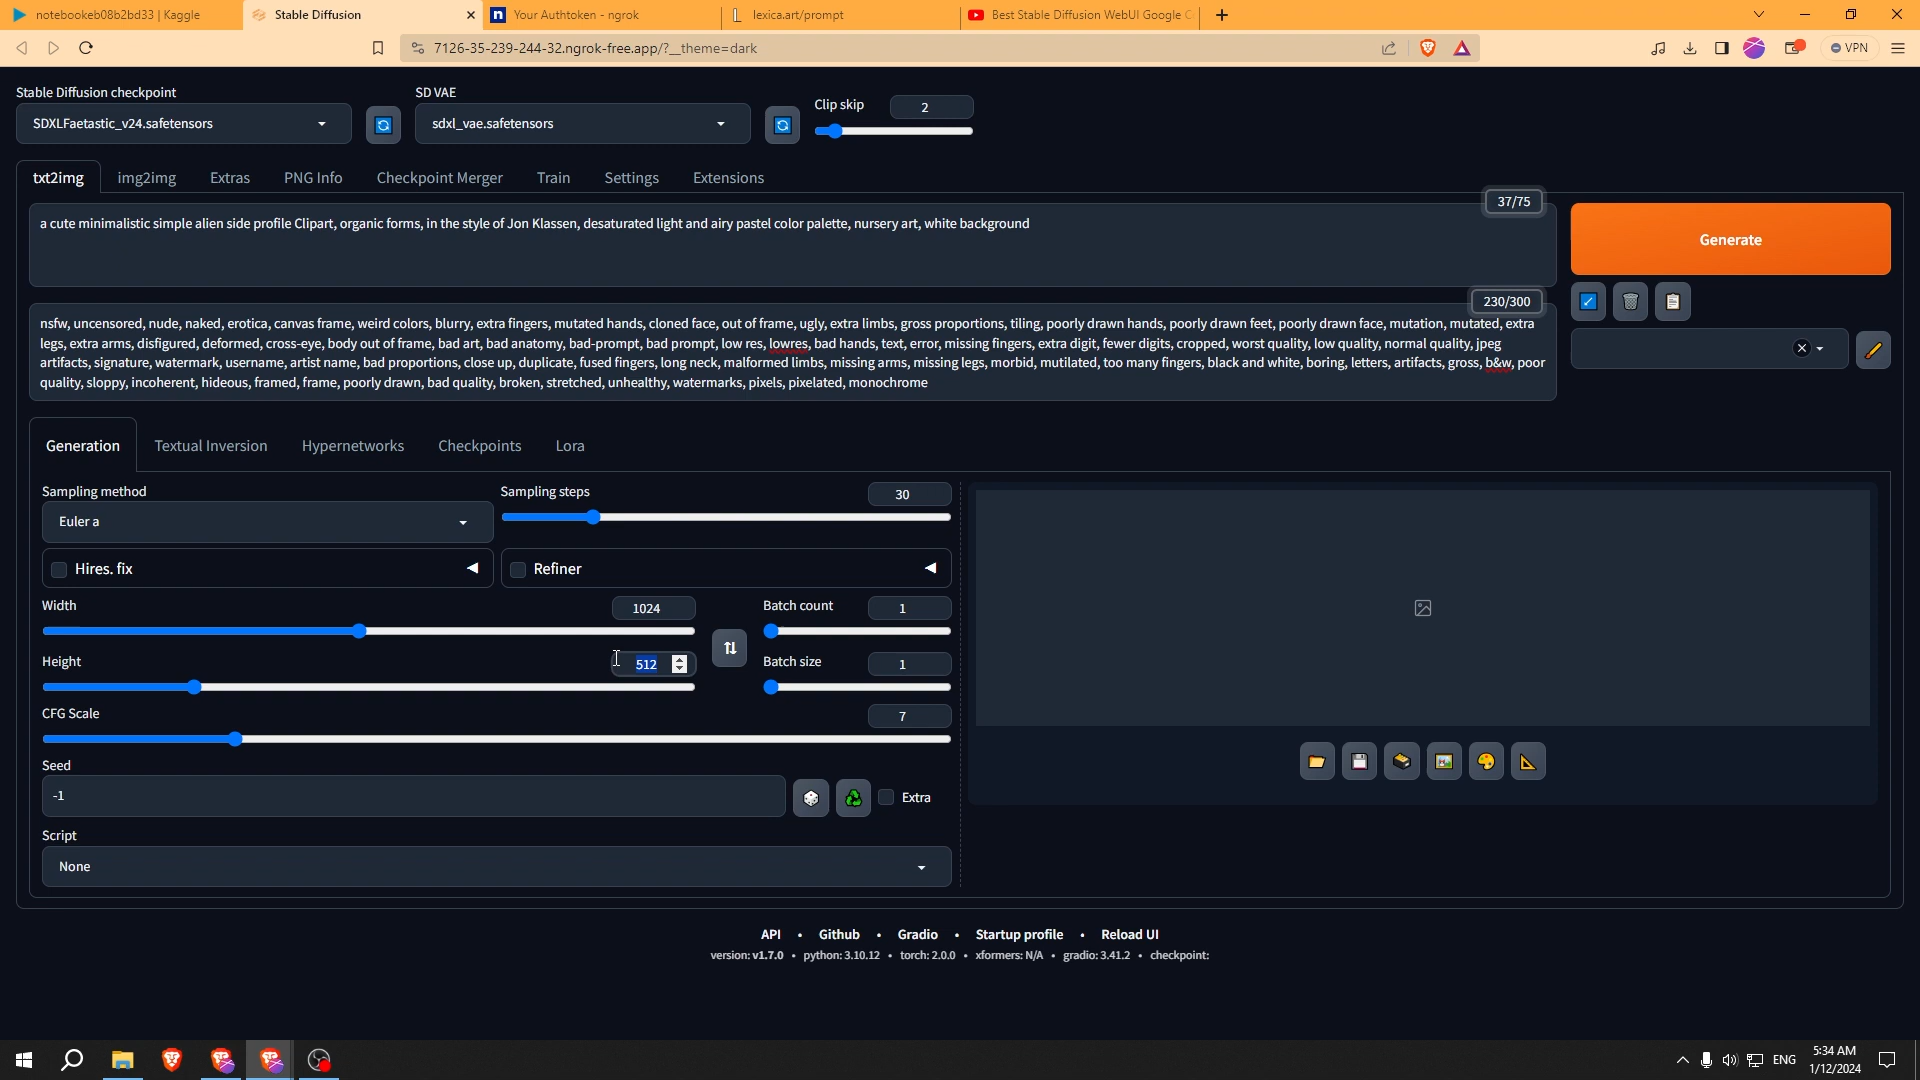 notebookeb08b2bd33 | Kaggle
Stable Diffusion
Your Authtoken - ngrok
lexica.art/prompt
Best Stable Diffusion WebUI Google C
7126-35-239-244-32.ngrok-free.app/?__theme=dark
VPN
Stable Diffusion checkpoint
SDXLFaetastic_v24.safetensors
SD VAE
sdxl_vae.safetensors
Clip skip
2
txt2img
img2img
Extras
PNG Info
Checkpoint Merger
Train
Settings
Extensions
37/75
a cute minimalistic simple alien side profile Clipart, organic forms, in the style of Jon Klassen, desaturated light and airy pastel color palette, nursery art, white background
Generate
230/300
nsfw, uncensored, nude, naked, erotica, canvas frame, weird colors, blurry, extra fingers, mutated hands, cloned face, out of frame, ugly, extra limbs, gross proportions, tiling, poorly drawn hands, poorly drawn feet, poorly drawn face, mutation, mutated, extra
legs, extra arms, disfigured, deformed, cross-eye, body out of frame, bad art, bad anatomy, bad-prompt, bad prompt, low res, lowres, bad hands, text, error, missing fingers, extra digit, fewer digits, cropped, worst quality, low quality, normal quality, jpeg
artifacts, signature, watermark, username, artist name, bad proportions, close up, duplicate, fused fingers, long neck, malformed limbs, missing arms, missing legs, morbid, mutilated, too many fingers, black and white, boring, letters, artifacts, gross, b&w, poor
quality, sloppy, incoherent, hideous, framed, frame, poorly drawn, bad quality, broken, stretched, unhealthy, watermarks, pixels, pixelated, monochrome
Generation
Textual Inversion
Hypernetworks
Checkpoints
Lora
Sampling method
Euler a
Sampling steps
30
Hires. fix
Refiner
Width
1024
Batch count
1
Height
512
Batch size
1
CFG Scale
7
Seed
-1
Extra
Script
None
API • Github • Gradio • Startup profile • Reload UI
version: v1.7.0 • python: 3.10.12 • torch: 2.0.0 • xformers: N/A • gradio: 3.41.2 • checkpoint:
ENG
5:34 AM
1/12/2024